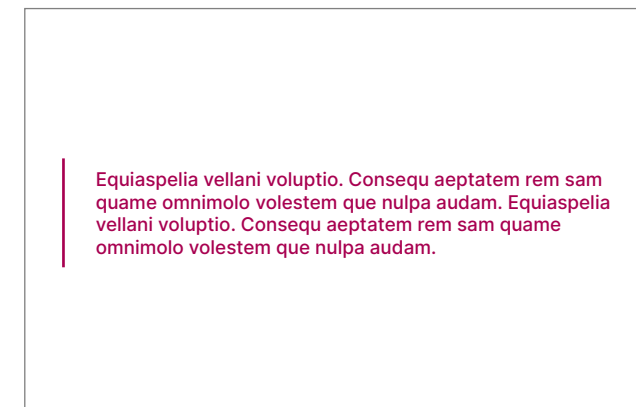 Equiaspelia vellani voluptio. Consequ aeptatem rem sam
quame omnimolo volestem que nulpa audam. Equiaspelia
vellani voluptio. Consequ aeptatem rem sam quame
omnimolo volestem que nulpa audam.